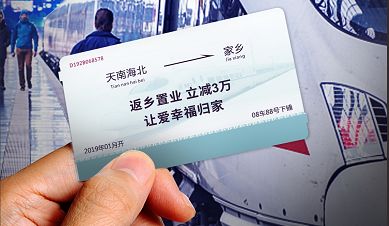 D1928068578
天南海北 家乡
Tian nan hai bei Jia xiang
返乡置业 立减3万
让爱幸福归家
2019年01月开 08车88号下铺